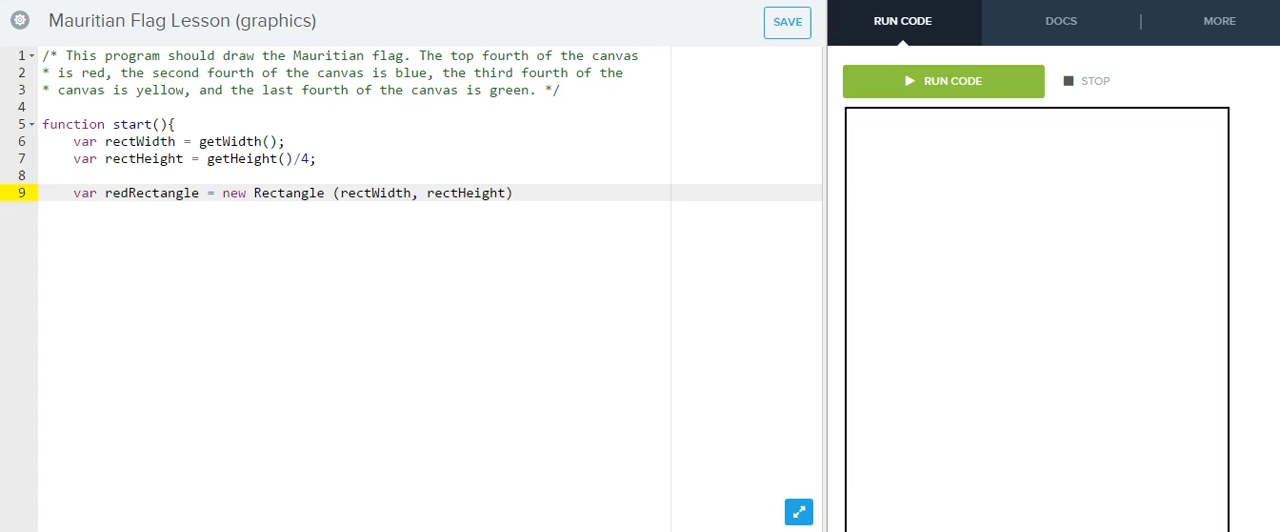 Mauritian Flag Lesson (graphics)
SAVE
RUN CODE
DOCS
MORE
RUN CODE
STOP
1 /* This program should draw the Mauritian flag. The top fourth of the canvas
2 * is red, the second fourth of the canvas is blue, the third fourth of the
3 * canvas is yellow, and the last fourth of the canvas is green. */
4
5 function start(){
6 var rectWidth = getWidth();
7 var rectHeight = getHeight()/4;
8
9 var redRectangle = new Rectangle (rectWidth, rectHeight)